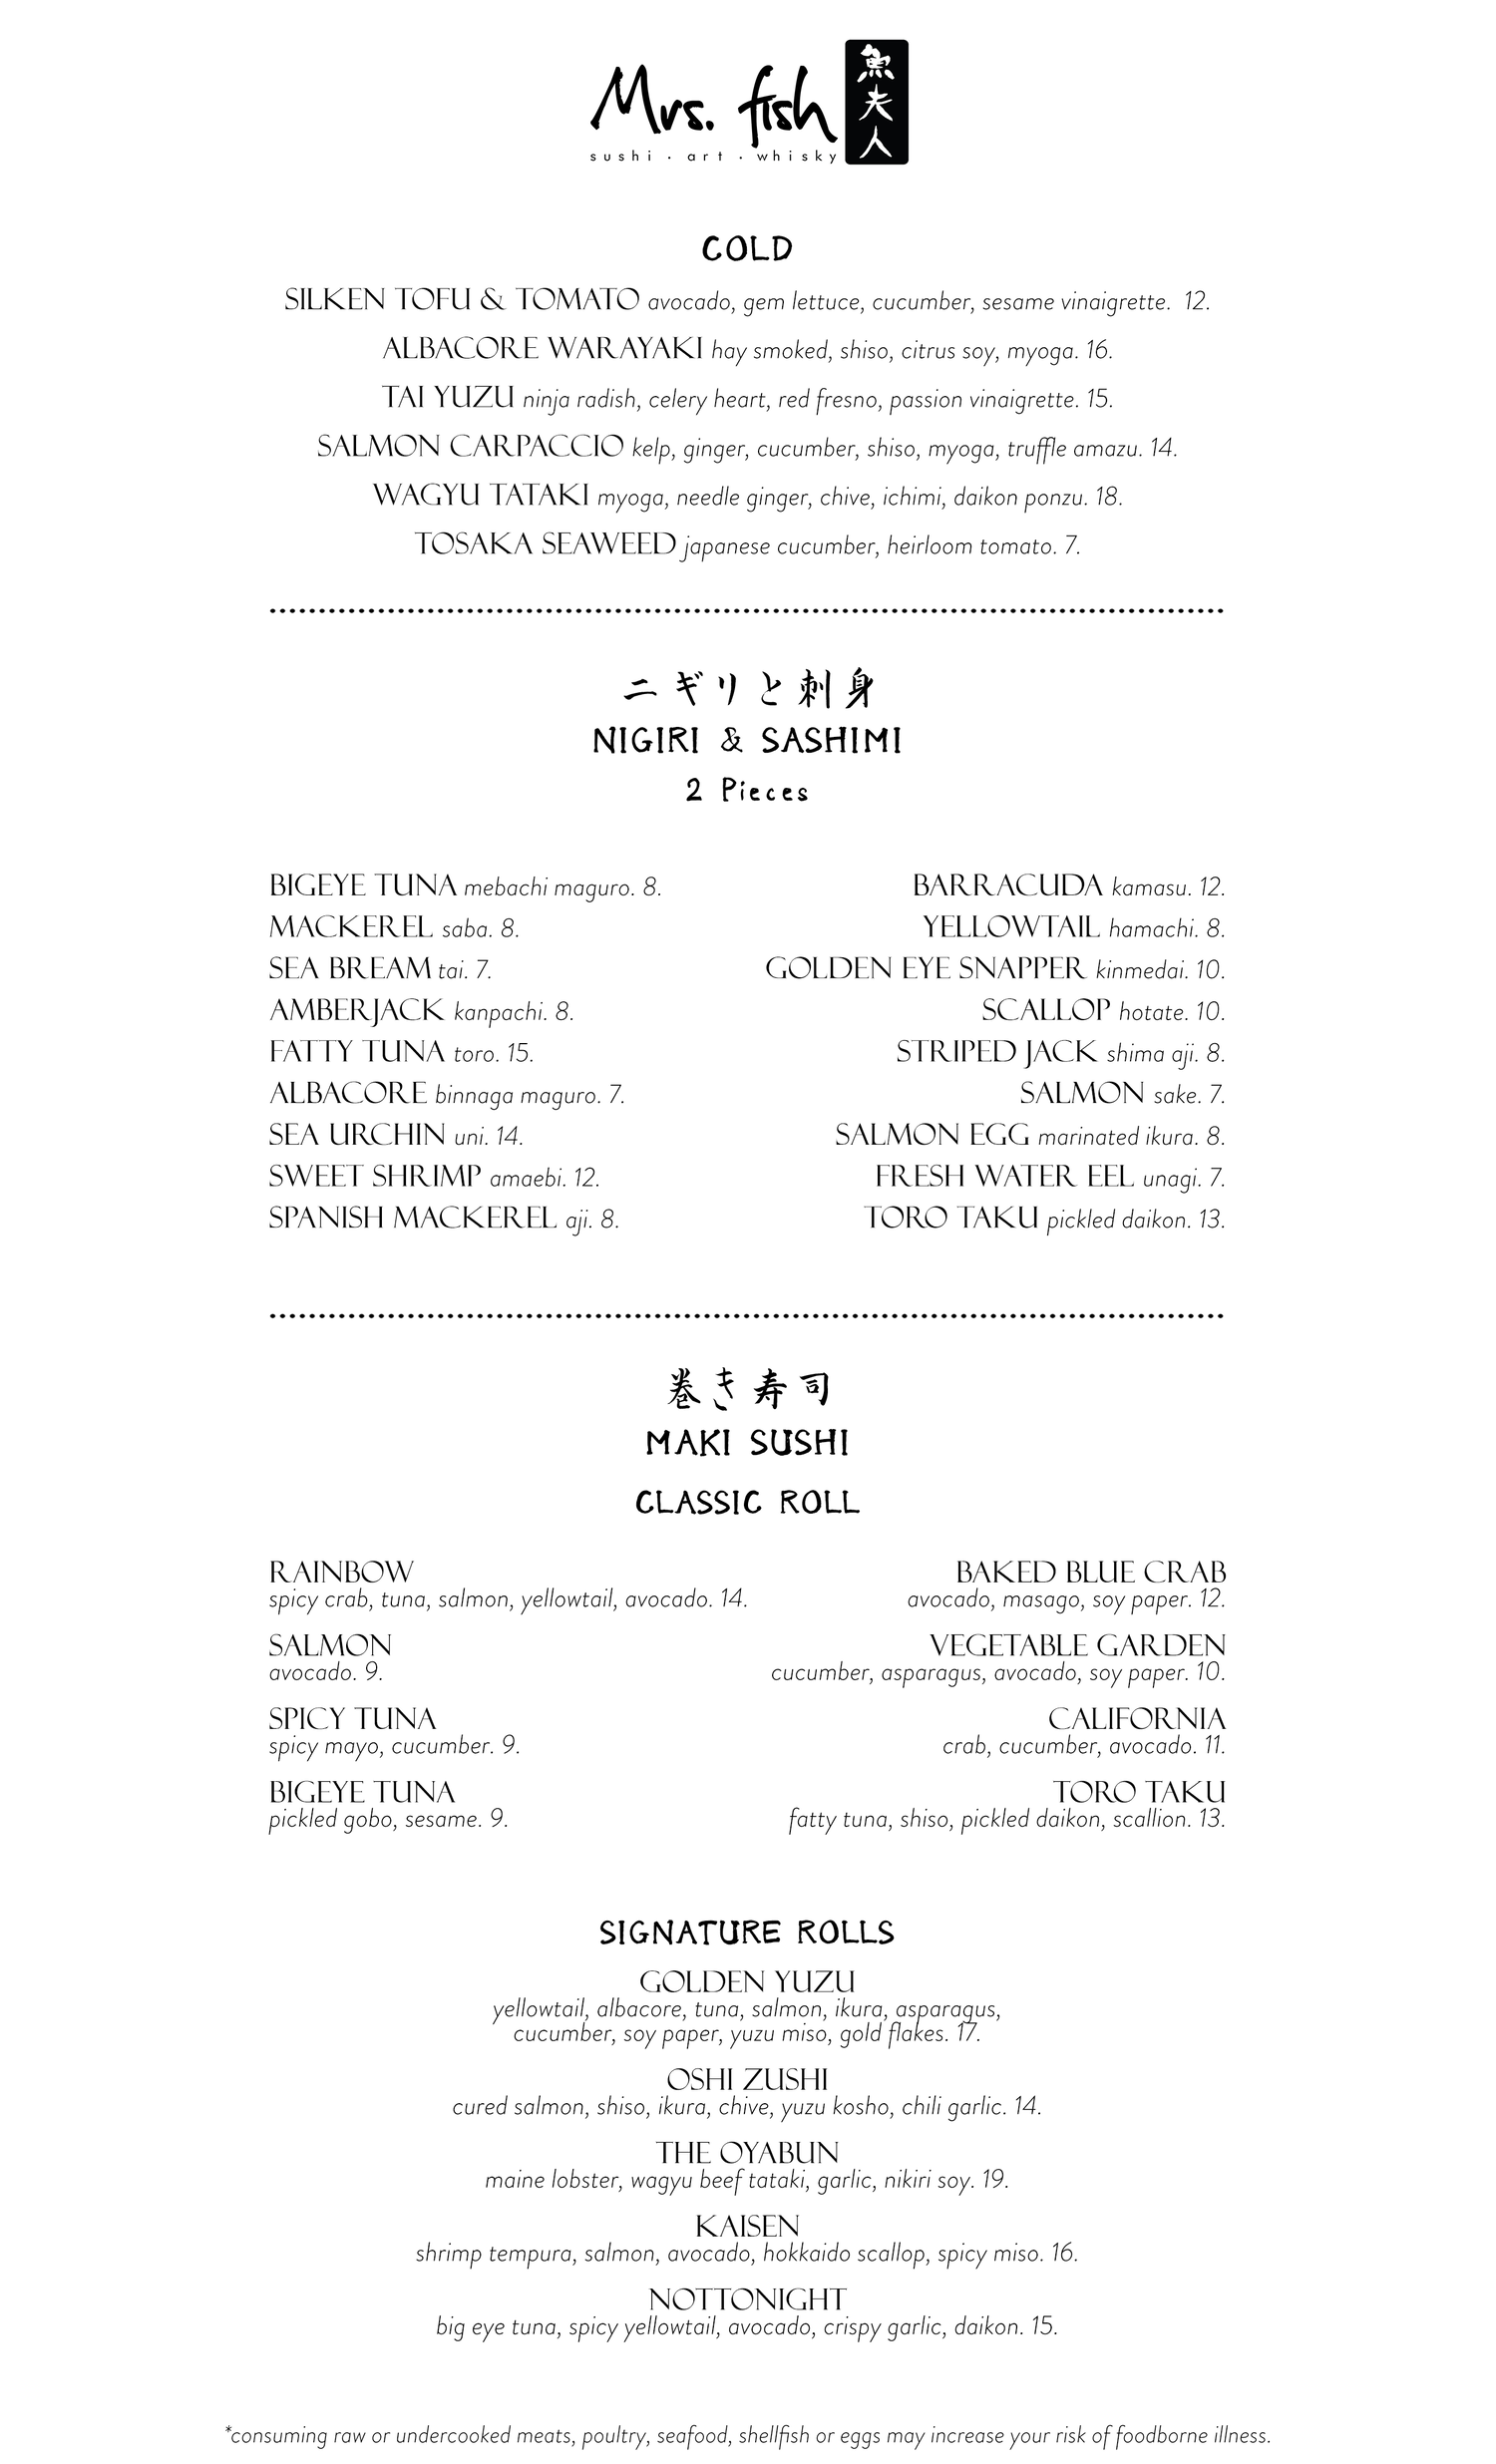 Mrs. fish
魚夫人
sushi . art . whisky
COLD
SILKEN TOFU & TOMATO avocado, gem lettuce, cucumber, sesame vinaigrette. 12.
ALBACORE WARAYAKI hay smoked, shiso, citrus soy, myoga. 16.
TAI YUZU ninja radish, celery heart, red fresno, passion vinaigrette. 15.
SALMON CARPACCIO kelp, ginger, cucumber, shiso, myoga, truffle amazu. 14.
WAGYU TATAKI myoga, needle ginger, chive, ichimi, daikon ponzu. 18.
TOSAKA SEAWEED japanese cucumber, heirloom tomato. 7.
ニギリと刺身
NIGIRI & SASHIMI
2 Pieces
BIGEYE TUNA mebachi maguro. 8.
MACKEREL saba. 8.
SEA BREAM tai. 7.
AMBERJACK kanpachi. 8.
FATTY TUNA toro. 15.
ALBACORE binnaga maguro. 7.
SEA URCHIN uni. 14.
SWEET SHRIMP amaebi. 12.
SPANISH MACKEREL aji. 8.
BARRACUDA kamasu. 12.
YELLOWTAIL hamachi. 8.
GOLDEN EYE SNAPPER kinmedai. 10.
SCALLOP hotate. 10.
STRIPED JACK shima aji. 8.
SALMON sake. 7.
SALMON EGG marinated ikura. 8.
FRESH WATER EEL unagi. 7.
TORO TAKU pickled daikon. 13.
巻き寿司
MAKI SUSHI
CLASSIC ROLL
RAINBOW
spicy crab, tuna, salmon, yellowtail, avocado. 14.
SALMON
avocado. 9.
SPICY TUNA
spicy mayo, cucumber. 9.
BIGEYE TUNA
pickled gobo, sesame. 9.
BAKED BLUE CRAB
avocado, masago, soy paper. 12.
VEGETABLE GARDEN
cucumber, asparagus, avocado, soy paper. 10.
CALIFORNIA
crab, cucumber, avocado. 11.
TORO TAKU
fatty tuna, shiso, pickled daikon, scallion. 13.
SIGNATURE ROLLS
GOLDEN YUZU
yellowtail, albacore, tuna, salmon, ikura, asparagus,
cucumber, soy paper, yuzu miso, gold flakes. 17.
OSHI ZUSHI
cured salmon, shiso, ikura, chive, yuzu kosho, chili garlic. 14.
THE OYABUN
maine lobster, wagyu beef tataki, garlic, nikiri soy. 19.
KAISEN
shrimp tempura, salmon, avocado, hokkaido scallop, spicy miso. 16.
NOTTONIGHT
big eye tuna, spicy yellowtail, avocado, crispy garlic, daikon. 15.
*consuming raw or undercooked meats, poultry, seafood, shellfish or eggs may increase your risk of foodborne illness.